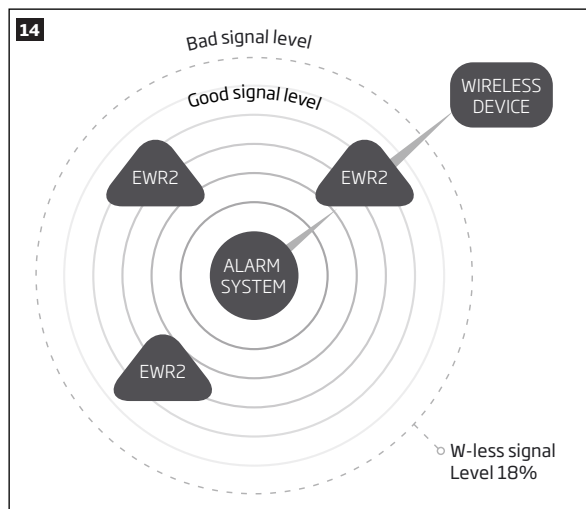 14
Bad signal level
Good signal level
WIRELESS
DEVICE
EWR2
EWR2
ALARM
SYSTEM
EWR2
W-less signal
Level 18%